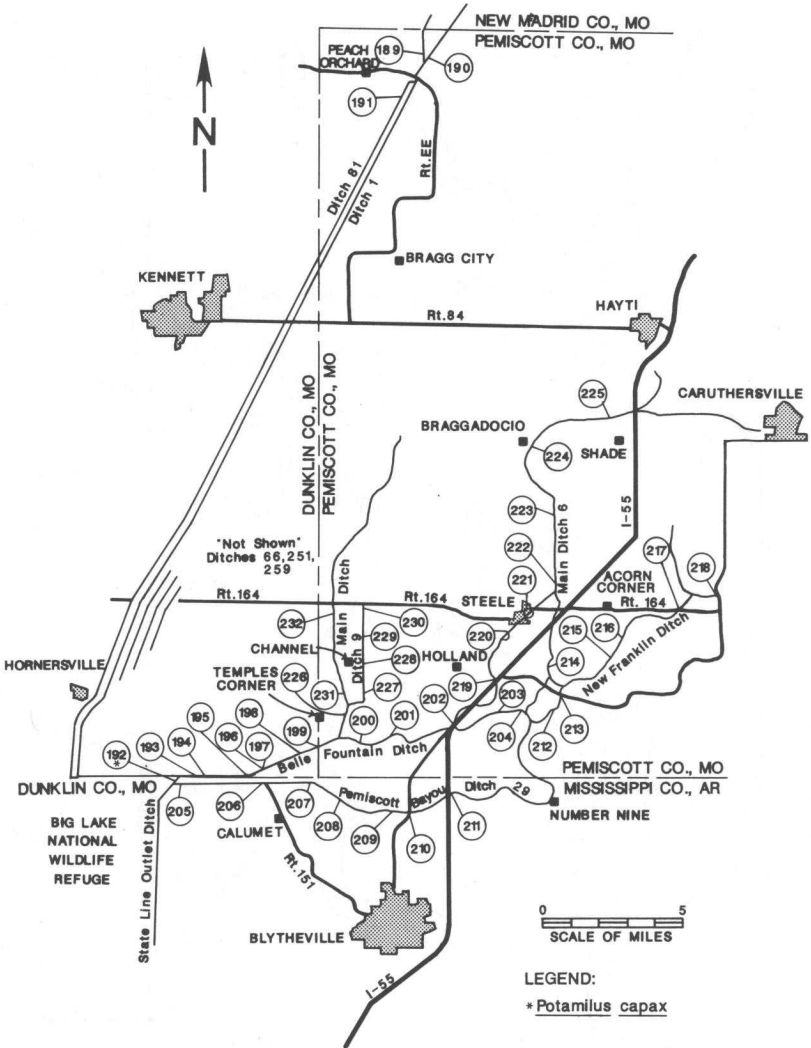 NEW MADRID CO., MO
PEMISCOTT CO., MO
PEACH
ORCHARD
189
190
191
N
Rt.EE
Ditch 81
Ditch 1
BRAGG CITY
KENNETT
HAYTI
Rt.84
CARUTHERSVILLE
225
BRAGGADOCIO
224
SHADE
DUNKLIN CO., MO
PEMISCOTT CO., MO
223
I-55
"Not Shown"
Ditches 66,251,
259
222
Main Ditch 6
217
218
221
ACORN
CORNER
Rt.164
STEELE
Rt. 164
232
Main Ditch
Ditch 9
230
229
220
215
216
New Franklin Ditch
CHANNEL
228
HOLLAND
214
HORNERSVILLE
TEMPLES
CORNER
226
231
227
219
202
203
213
195
198
200
201
204
212
192
*
193
194
196
197
199
Belle Fountain Ditch
DUNKLIN CO., MO
PEMISCOTT CO., MO
MISSISSIPPI CO., AR
205
206
207
Pemiscott Bayou Ditch 29
208
209
210
211
NUMBER NINE
CALUMET
BIG LAKE
NATIONAL
WILDLIFE
REFUGE
State Line Outlet Ditch
Rt.151
BLYTHEVILLE
0 5
SCALE OF MILES
I-55
LEGEND:
*Potamilus capax